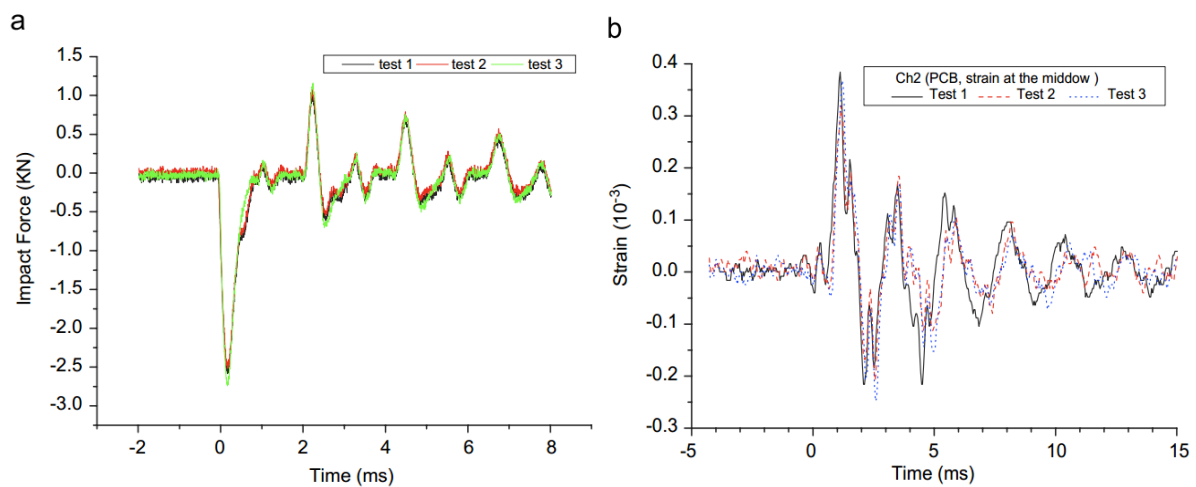 a
1.5
1.0
0.5
0.0
-0.5
-1.0
-1.5
-2.0
-2.5
-3.0
Impact Force (KN)
test 1 test 2 test 3
-2 0 2 4 6 8
Time (ms)
b
0.4
0.3
0.2
0.1
0.0
-0.1
-0.2
-0.3
Strain (10-3)
Ch2 (PCB, strain at the middow )
Test 1 Test 2 Test 3
-5 0 5 10 15
Time (ms)